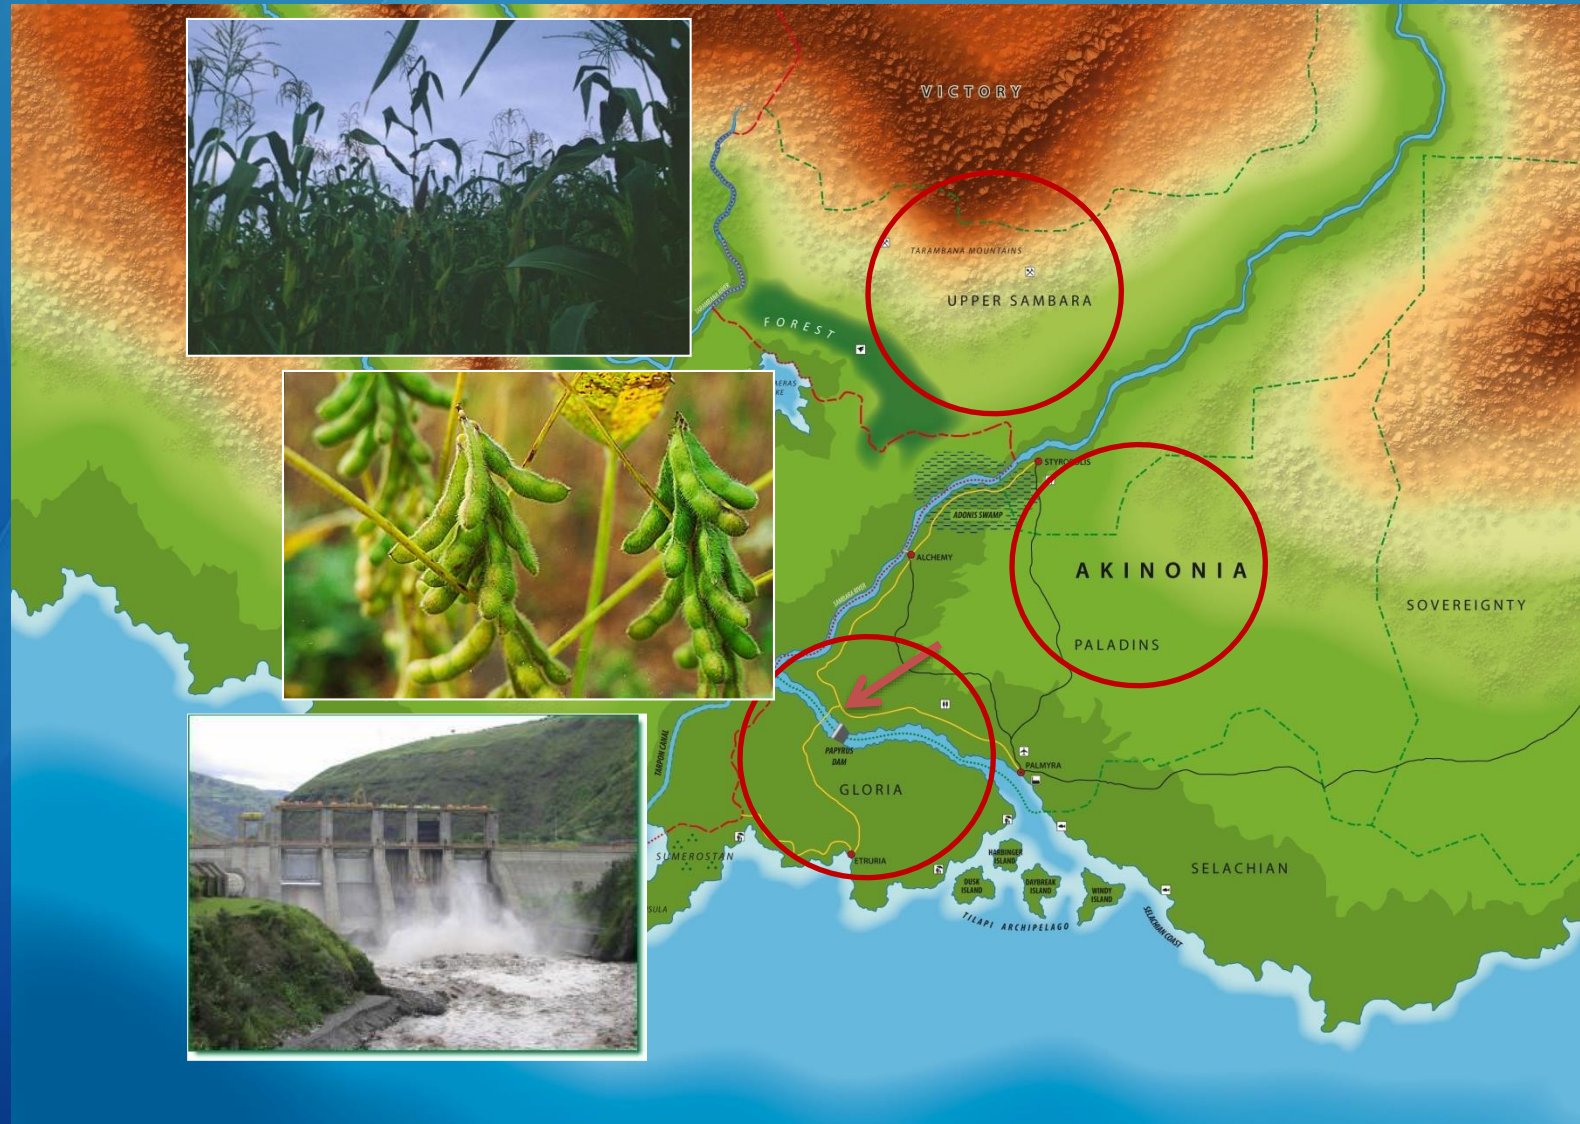 VICTORY
TARAMBANA MOUNTAINS
UPPER SAMBARA
FOREST
STYROPOLIS
ADONIS SWAMP
ALCHEMY
AKINONIA
SAMBARA RIVER
SOVEREIGNTY
PALADINS
TARPON CANAL
PAPYRUS
DAM
PALMYRA
GLORIA
SUMEROSTAN
ETRURIA
HARBINGER
ISLAND
SELACHIAN
DUSK
ISLAND
DAYBREAK
ISLAND
WINDY
ISLAND
TILAPI ARCHIPELAGO
SELACHIAN COAST